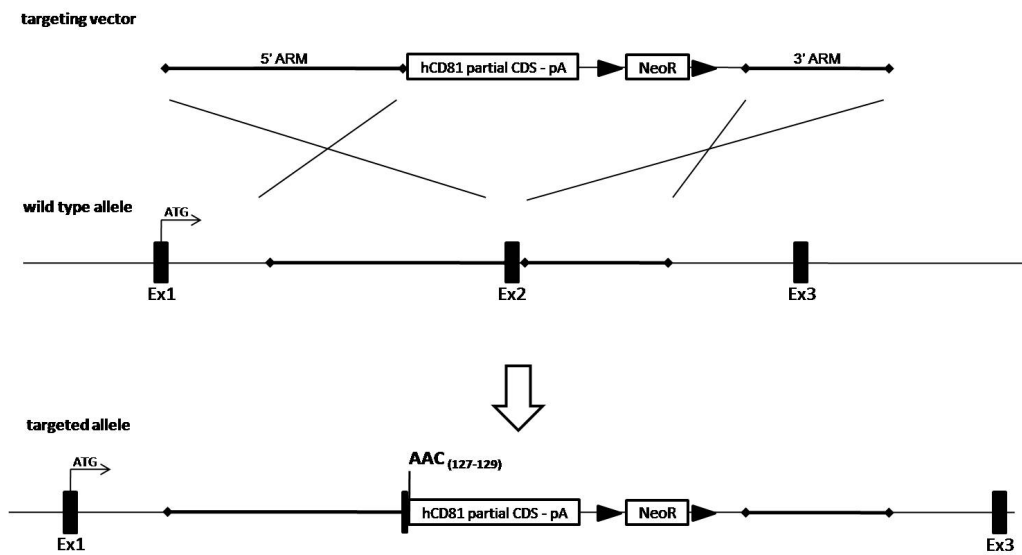 targeting vector
5' ARM
hCD81 partial CDS - pA
NeoR
3' ARM
wild type allele
ATG
Ex1
Ex2
Ex3
targeted allele
ATG
AAC (127-129)
hCD81 partial CDS - pA
NeoR
Ex1
Ex3